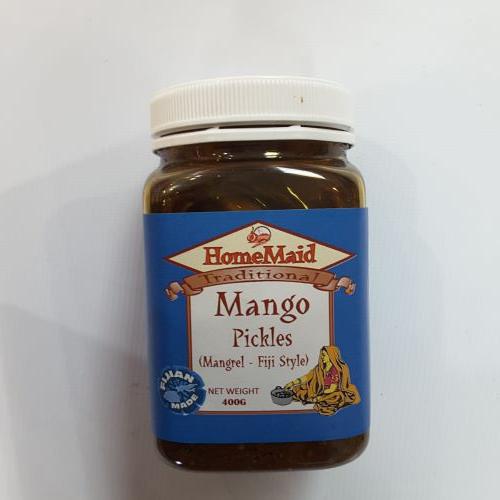 HomeMaid
Traditional
Mango
Pickles
(Mangrel - Fiji Style)
FIJIAN
MADE
NET WEIGHT
400G